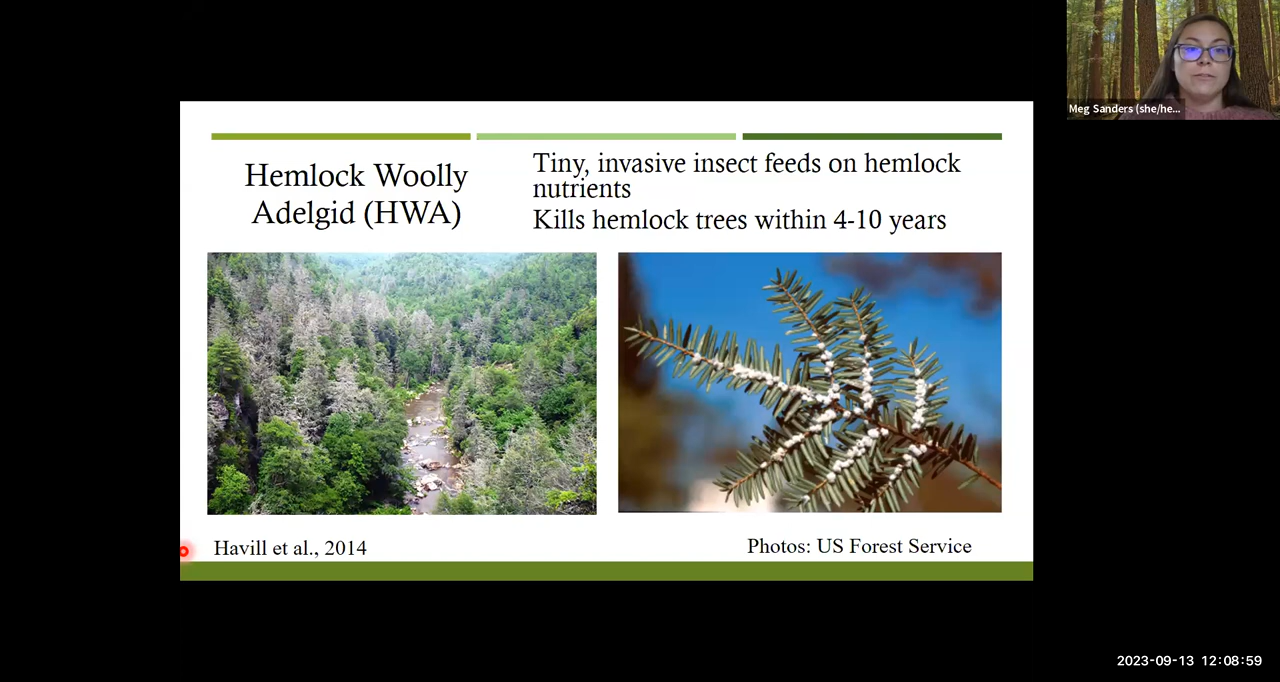 Meg Sanders (she/he...
Hemlock Woolly
Adelgid (HWA)
Tiny, invasive insect feeds on hemlock
nutrients
Kills hemlock trees within 4-10 years
Havill et al., 2014
Photos: US Forest Service
2023-09-13 12:08:59